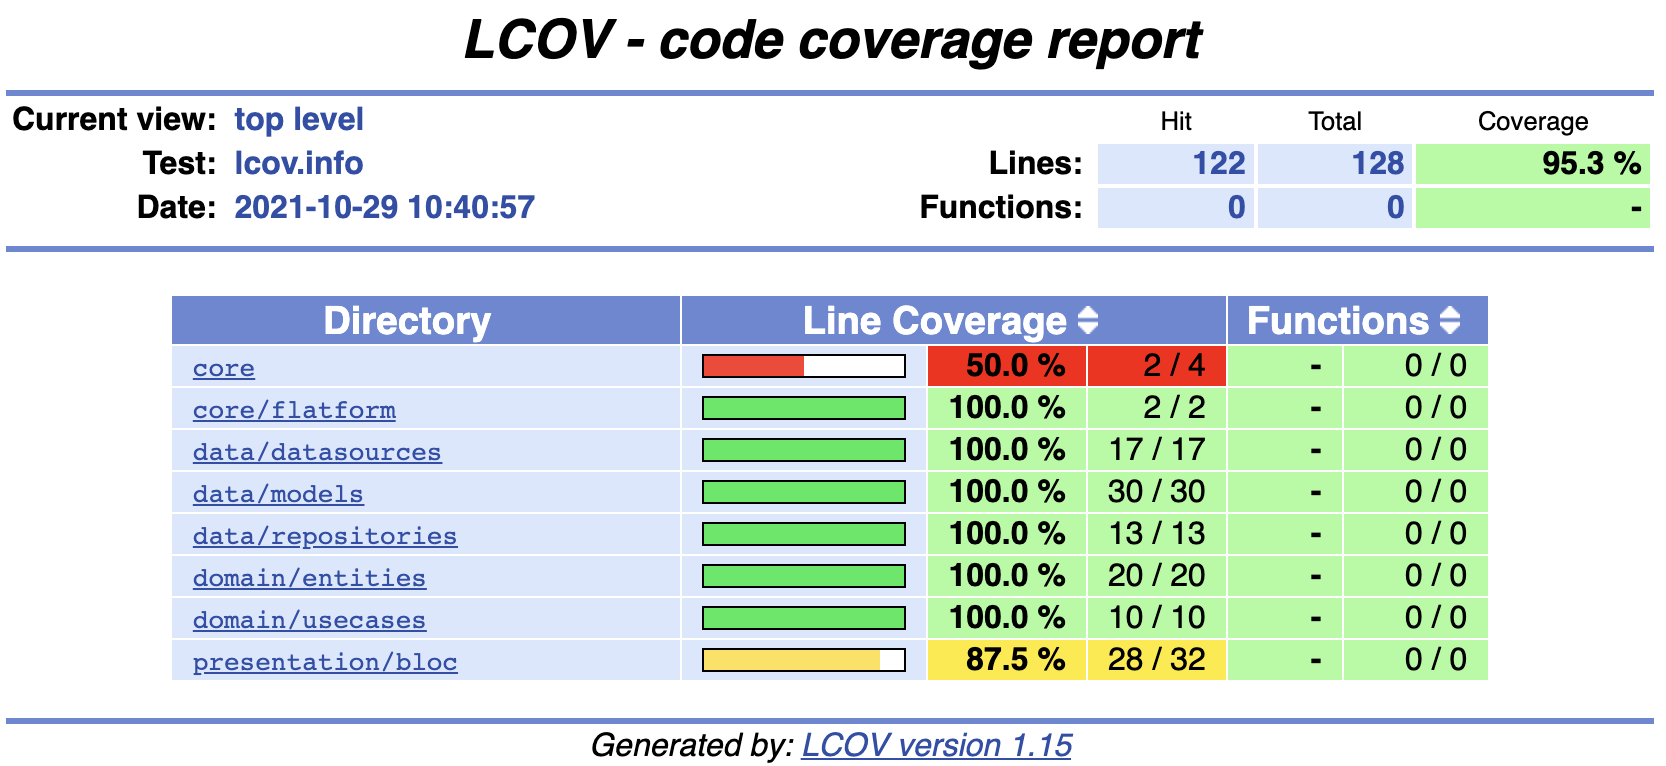 LCOV - code coverage report
Current view: top level
Test: lcov.info
Date: 2021-10-29 10:40:57
Hit Total Coverage
Lines: 122 128 95.3 %
Functions: 0 0 -
Directory Line Coverage Functions
core 50.0 % 2 / 4 - 0 / 0
core/flatform 100.0 % 2 / 2 - 0 / 0
data/datasources 100.0 % 17 / 17 - 0 / 0
data/models 100.0 % 30 / 30 - 0 / 0
data/repositories 100.0 % 13 / 13 - 0 / 0
domain/entities 100.0 % 20 / 20 - 0 / 0
domain/usecases 100.0 % 10 / 10 - 0 / 0
presentation/bloc 87.5 % 28 / 32 - 0 / 0
Generated by: LCOV version 1.15